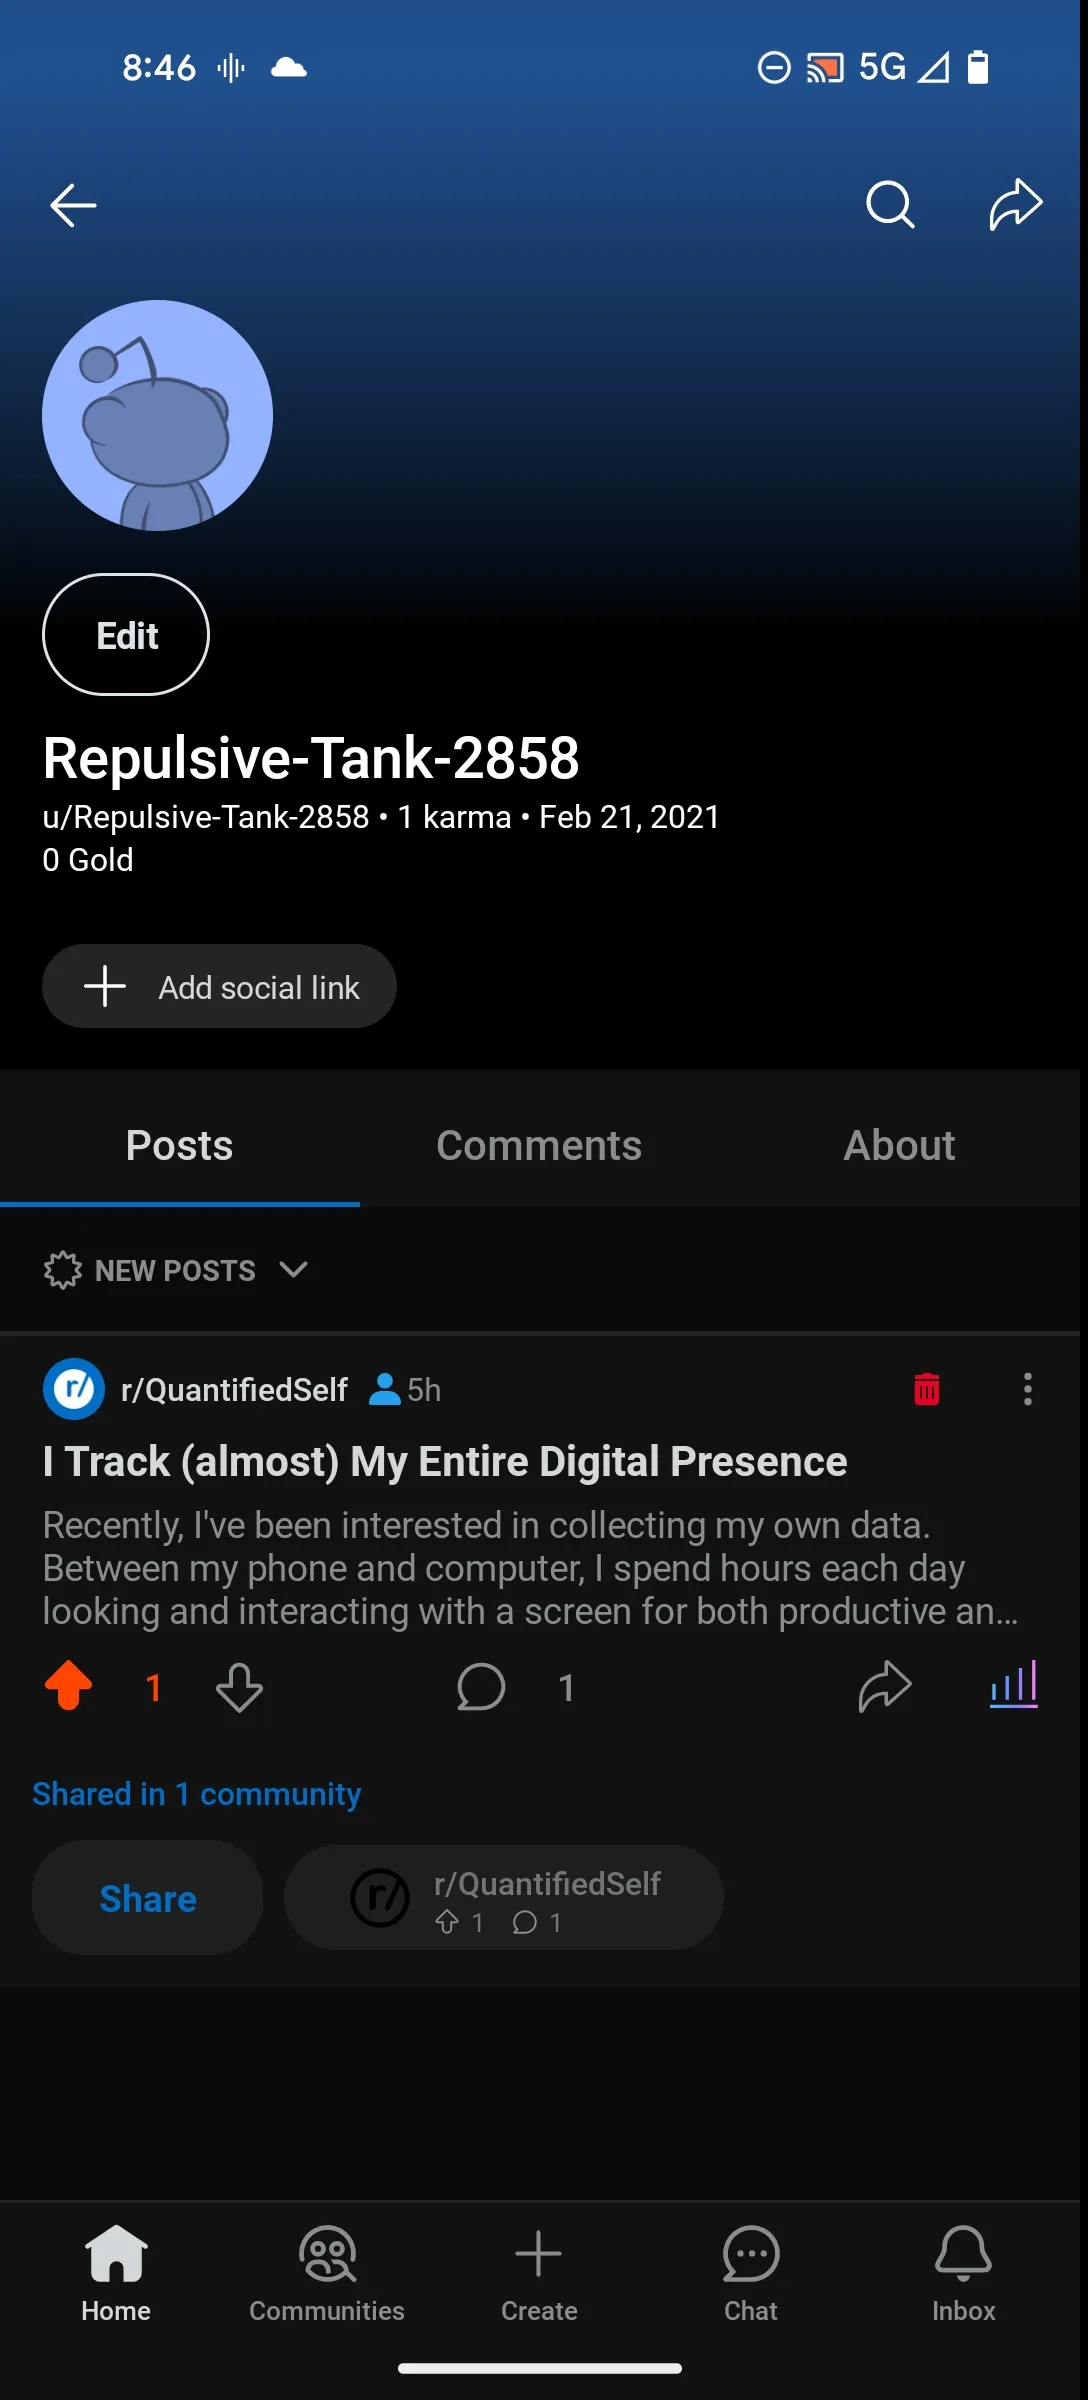 8:46 5G
Edit
Repulsive-Tank-2858
u/Repulsive-Tank-2858 • 1 karma • Feb 21, 2021
0 Gold
Add social link
Posts Comments About
NEW POSTS
r/ r/QuantifiedSelf 5h
I Track (almost) My Entire Digital Presence
Recently, I've been interested in collecting my own data.
Between my phone and computer, I spend hours each day
looking and interacting with a screen for both productive an...
1 1
Shared in 1 community
Share r/ r/QuantifiedSelf
1 1
Home Communities Create Chat Inbox